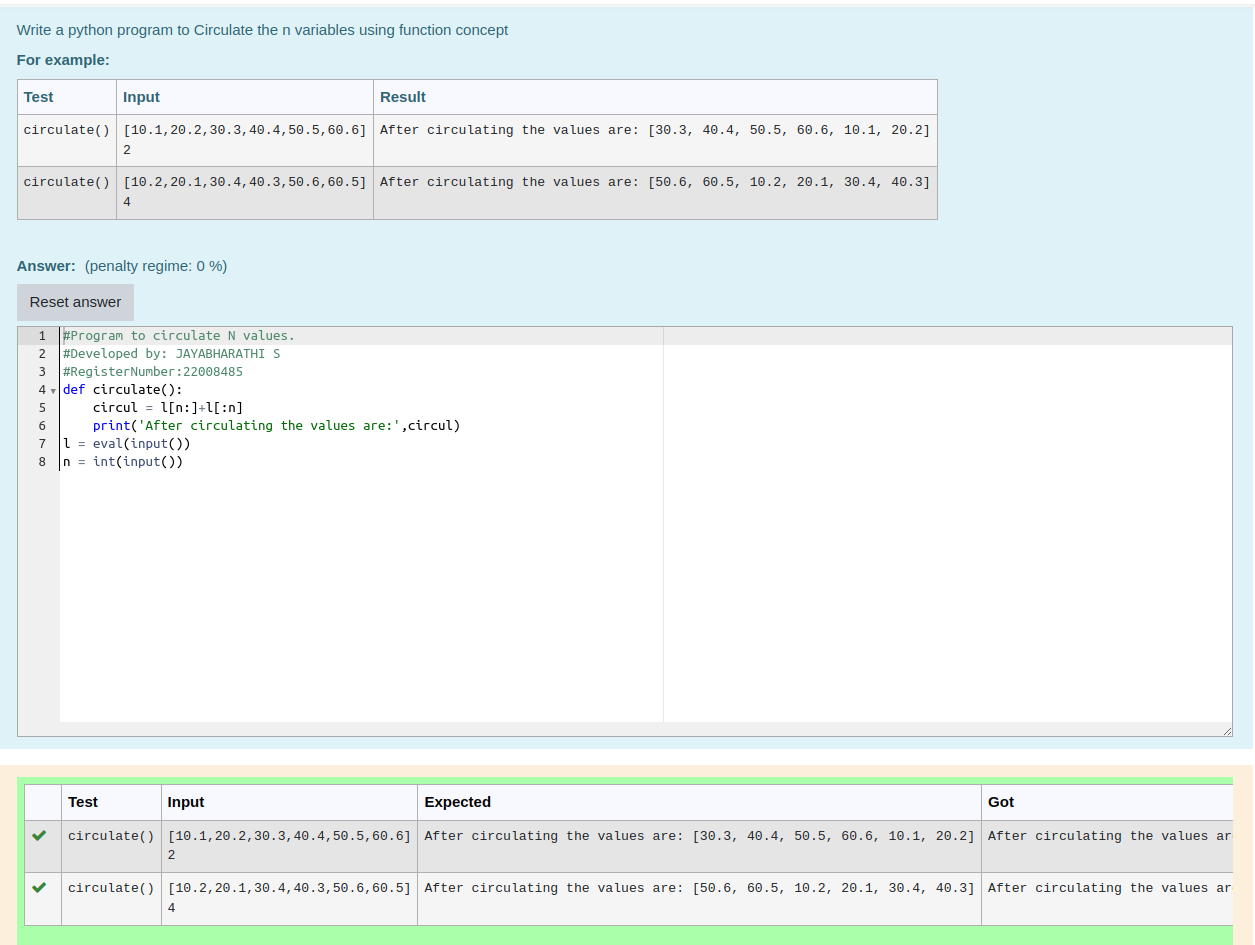 Write a python program to Circulate the n variables using function concept
For example:
Test Input Result
circulate() [10.1,20.2,30.3,40.4,50.5,60.6] After circulating the values are: [30.3, 40.4, 50.5, 60.6, 10.1, 20.2]
2
circulate() [10.2,20.1,30.4,40.3,50.6,60.5] After circulating the values are: [50.6, 60.5, 10.2, 20.1, 30.4, 40.3]
4
Answer: (penalty regime: 0 %)
Reset answer
1 #Program to circulate N values.
2 #Developed by: JAYABHARATHI S
3 #RegisterNumber:22008485
4 def circulate():
5 circul = l[n:]+l[:n]
6 print('After circulating the values are:',circul)
7 l = eval(input())
8 n = int(input())
Test Input Expected Got
circulate() [10.1,20.2,30.3,40.4,50.5,60.6] After circulating the values are: [30.3, 40.4, 50.5, 60.6, 10.1, 20.2] After circulating the values ar
2
circulate() [10.2,20.1,30.4,40.3,50.6,60.5] After circulating the values are: [50.6, 60.5, 10.2, 20.1, 30.4, 40.3] After circulating the values ar
4